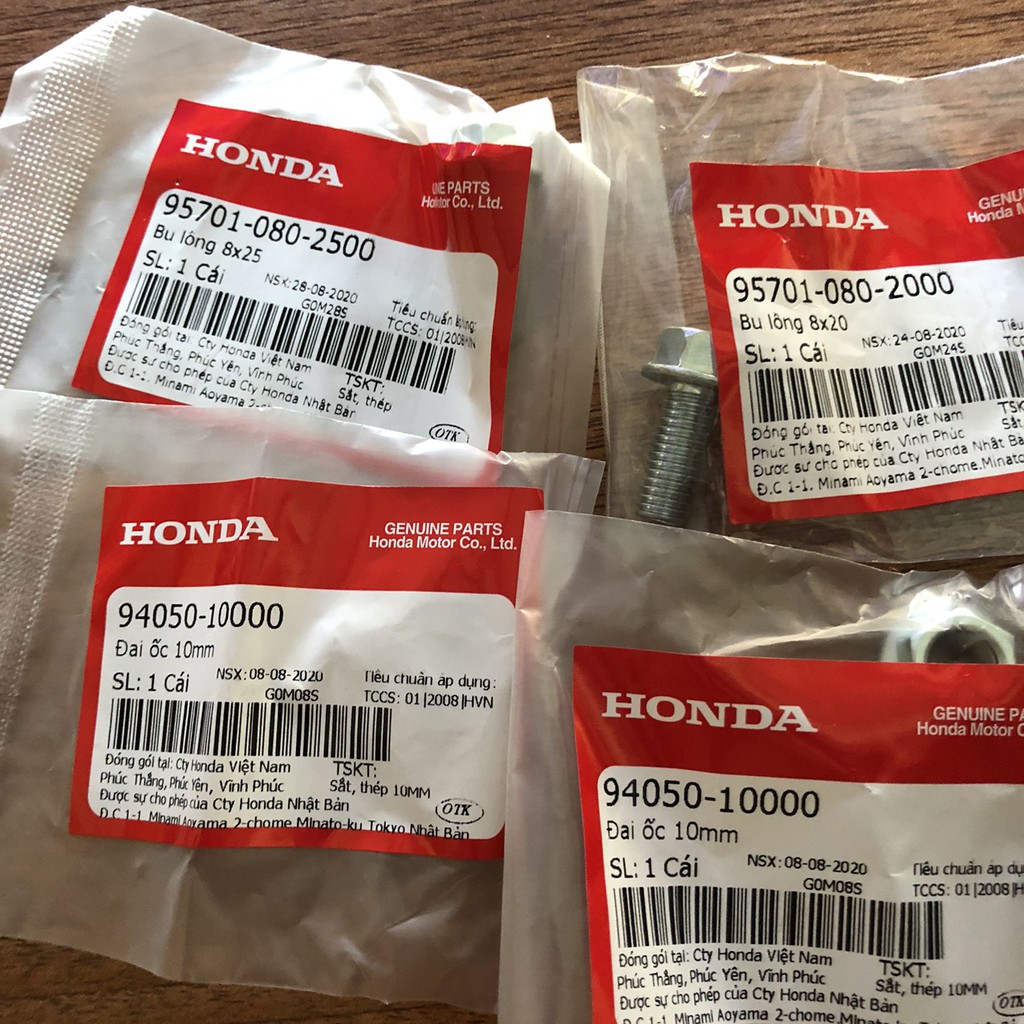 HONDA
PARTS
Co., Ltd.
95701-080-2500
Bu lông 8x25
SL: 1 Cái
NSX: 28-08-2020
G0M28S
Tiêu chuẩn
TCCS: 01|2008
Đóng gói tại: Cty Honda Việt Nam
Phúc Thắng, Phúc Yên, Vĩnh Phúc
TSKT:
Sắt, thép
Được sự cho phép của Cty Honda Nhật Bản
Đ.C 1-1. Minami Aoyama
OTK
HONDA
Honda
95701-080-2000
Bu lông 8x20
SL: 1 Cái
NSX: 24-08-2020
G0M24S
Đóng gói tại: Cty Honda Việt Nam
Phúc Thắng, Phúc Yên, Vĩnh Phúc
Được sự cho phép của Cty Honda Nhật
Đ.C 1-1. Minami Aoyama 2-chome.Minato-
HONDA
GENUINE PARTS
Honda Motor Co., Ltd.
94050-10000
Đai ốc 10mm
SL: 1 Cái
NSX: 08-08-2020
G0M08S
Tiêu chuẩn áp dụng:
TCCS: 01|2008|HVN
Đóng gói tại: Cty Honda Việt Nam
Phúc Thắng, Phúc Yên, Vĩnh Phúc
TSKT:
Sắt, thép 10MM
Được sự cho phép của Cty Honda Nhật Bản
Đ.C 1-1. Minami Aoyama 2-chome.Minato-ku Tokyo Nhật Bản
OTK
HONDA
GENUINE
Honda Motor
94050-10000
Đai ốc 10mm
SL: 1 Cái
NSX: 08-08-2020
G0M08S
Tiêu chuẩn áp
TCCS: 01|2008|
Đóng gói tại: Cty Honda Việt Nam
Phúc Thắng, Phúc Yên, Vĩnh Phúc
TSKT:
Sắt, thép 10MM
Được sự cho phép của Cty Honda Nhật Bản
Minami Aoyama 2-chome